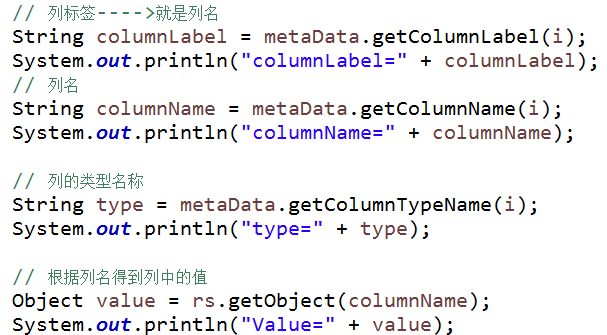 // 列标签---->就是列名
String columnLabel = metaData.getColumnLabel(i);
System.out.println("columnLabel=" + columnLabel);
// 列名
String columnName = metaData.getColumnName(i);
System.out.println("columnName=" + columnName);
// 列的类型名称
String type = metaData.getColumnTypeName(i);
System.out.println("type=" + type);
// 根据列名得到列中的值
Object value = rs.getObject(columnName);
System.out.println("Value=" + value);